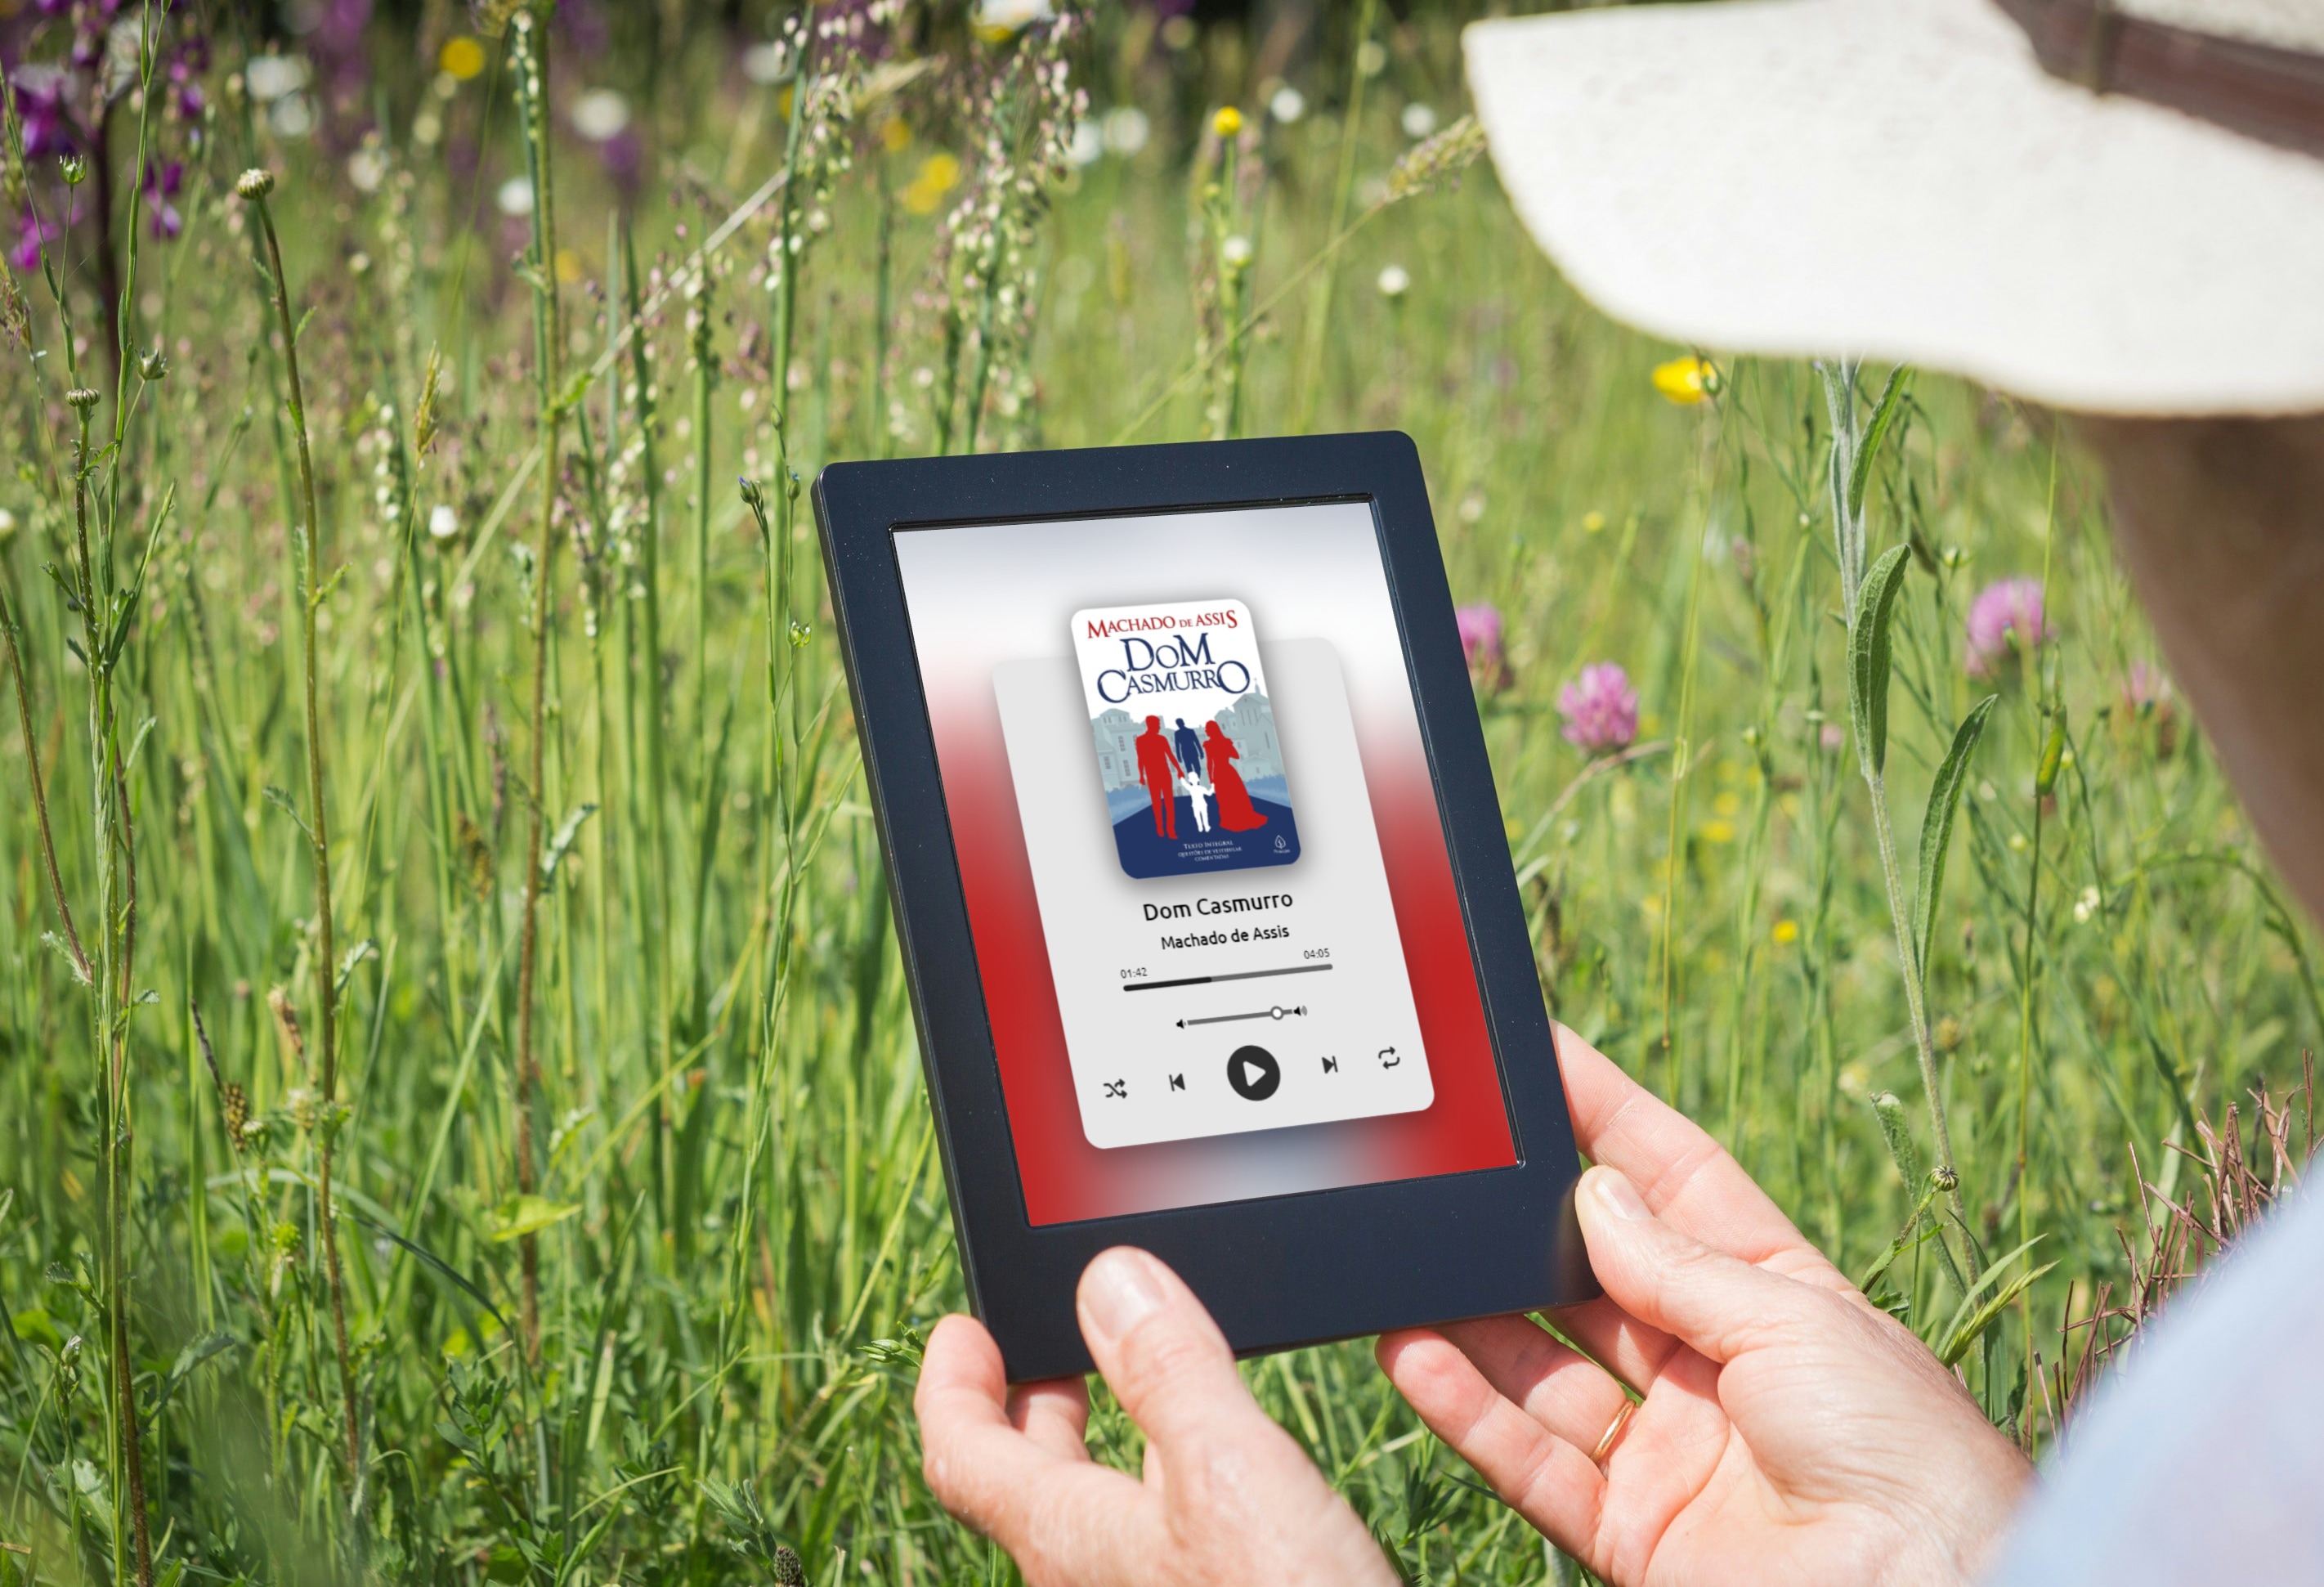 MACHADO DE ASSIS
DOM
CASMURRO
TEXTO INTEGRAL
QUESTÕES DE VESTIBULAR
COMENTADAS
Dom Casmurro
Machado de Assis
01:42
04:05